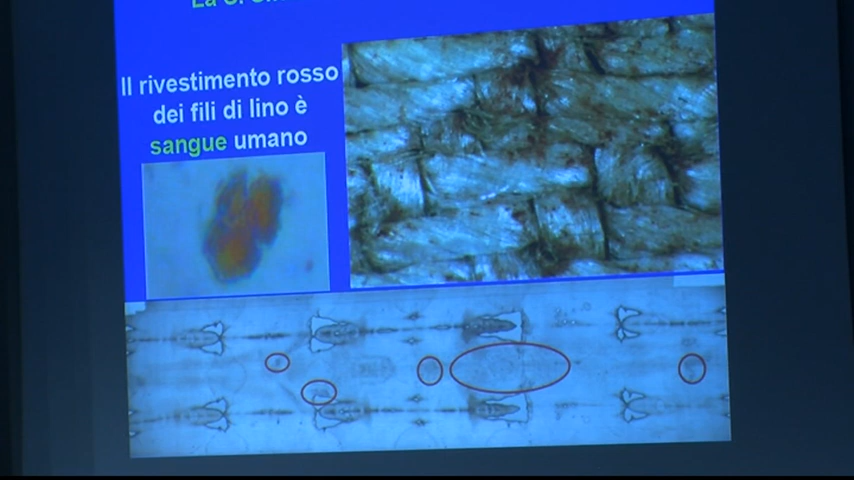 Il rivestimento rosso
dei fili di lino è
sangue umano